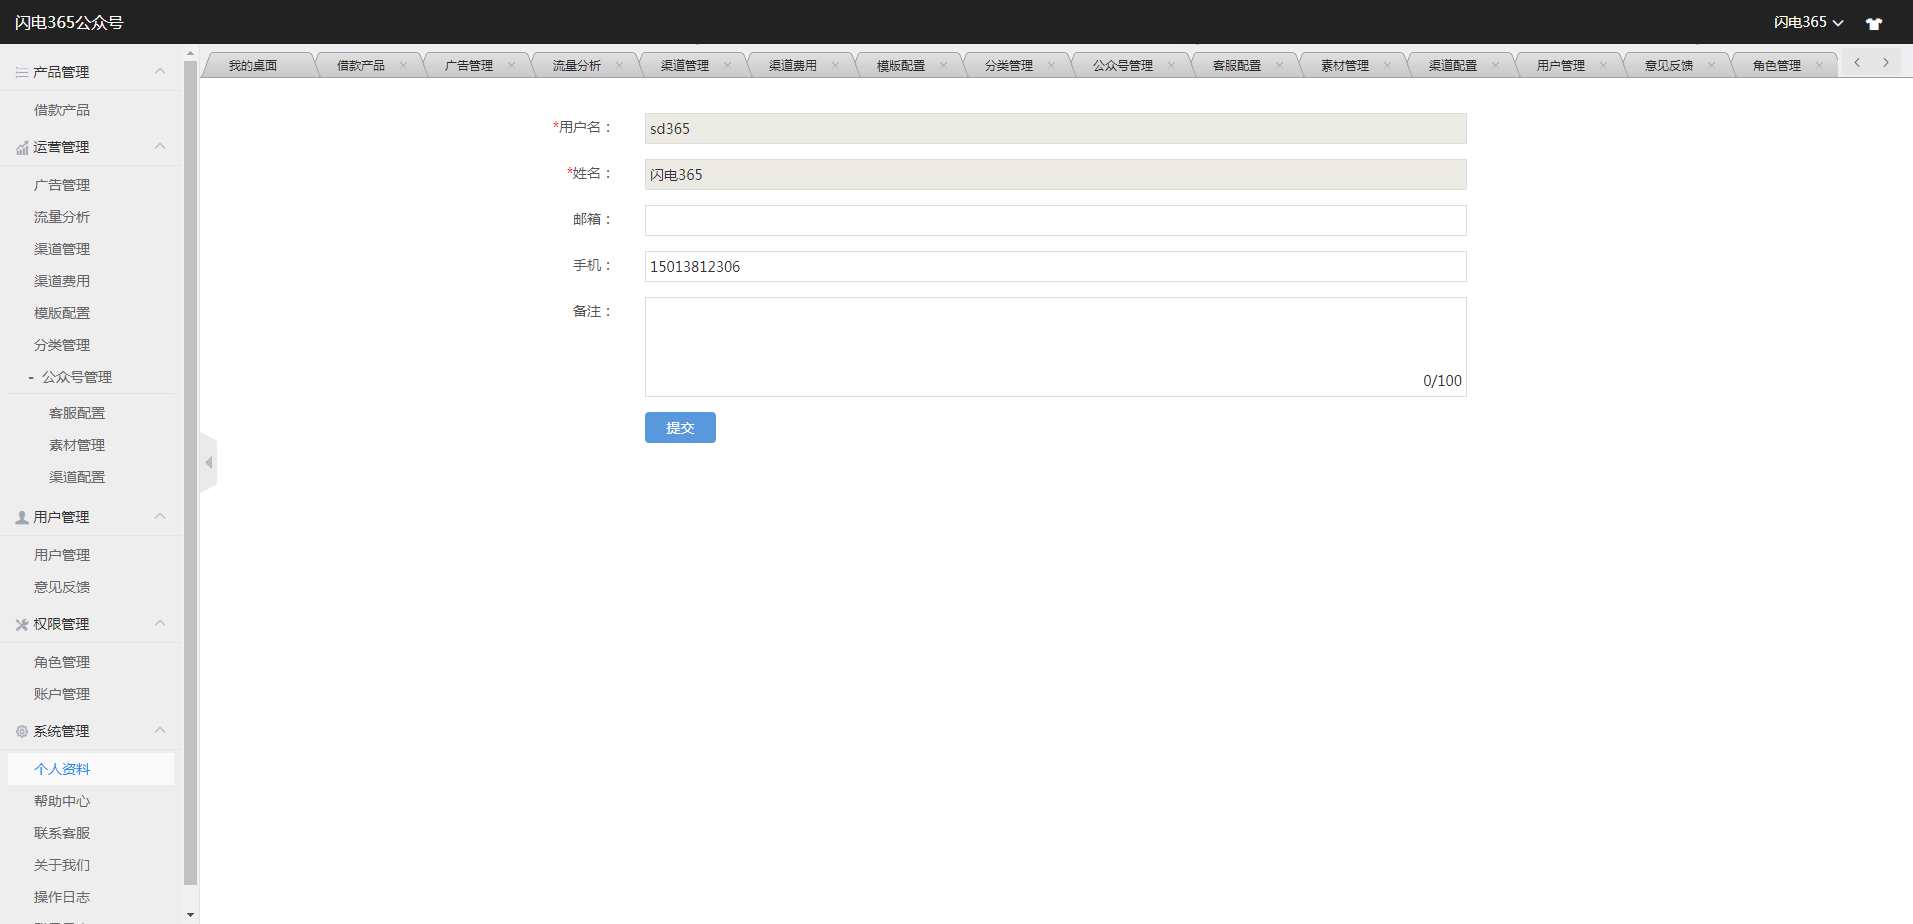 闪电365公众号
闪电365
产品管理
借款产品
运营管理
广告管理
流量分析
渠道管理
渠道费用
模版配置
分类管理
- 公众号管理
客服配置
素材管理
渠道配置
用户管理
用户管理
意见反馈
权限管理
角色管理
账户管理
系统管理
个人资料
帮助中心
联系客服
关于我们
操作日志
我的桌面 借款产品 广告管理 流量分析 渠道管理 渠道费用 模版配置 分类管理 公众号管理 客服配置 素材管理 渠道配置 用户管理 意见反馈 角色管理
*用户名： sd365
*姓名： 闪电365
邮箱：
手机： 15013812306
备注：
0/100
提交